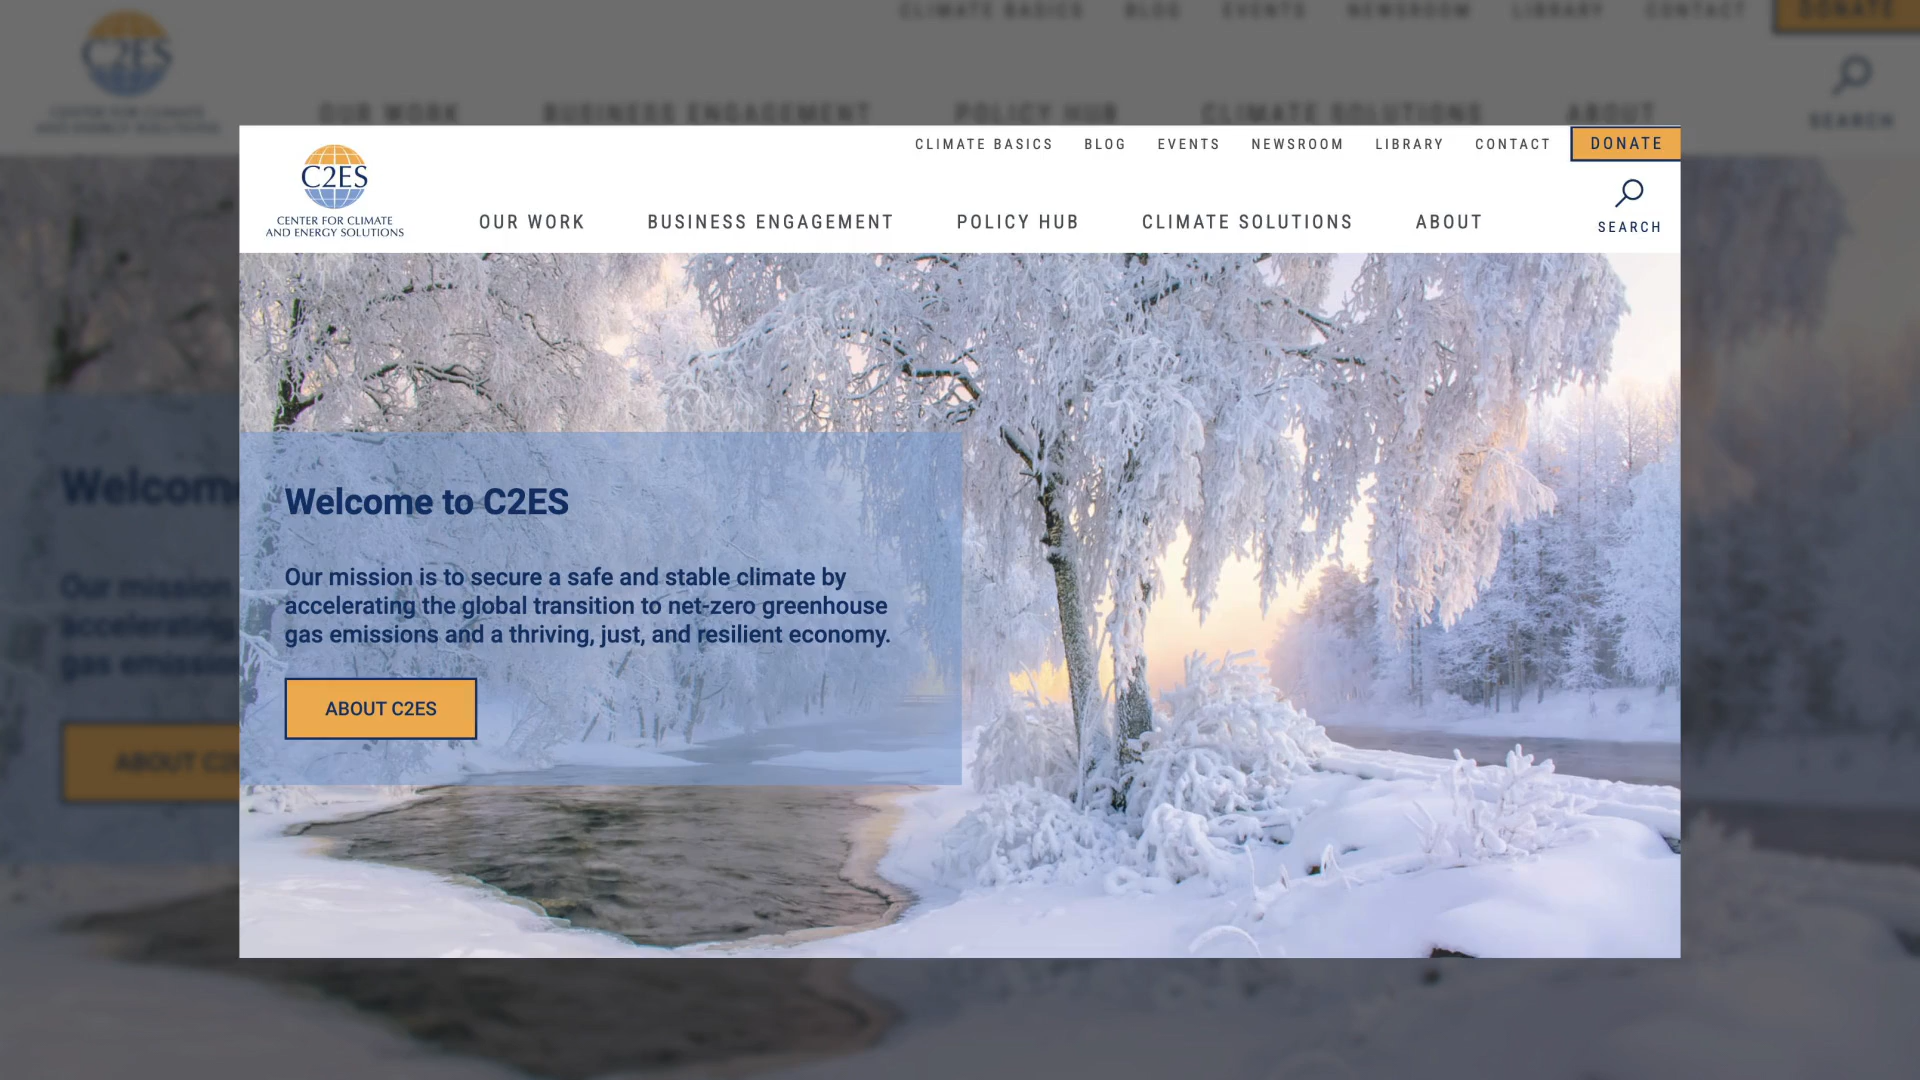 CLIMATE BASICS BLOG EVENTS NEWSROOM LIBRARY CONTACT DONATE
C2ES
CENTER FOR CLIMATE
AND ENERGY SOLUTIONS
OUR WORK BUSINESS ENGAGEMENT POLICY HUB CLIMATE SOLUTIONS ABOUT
SEARCH
Welcome to C2ES
Our mission is to secure a safe and stable climate by
accelerating the global transition to net-zero greenhouse
gas emissions and a thriving, just, and resilient economy.
ABOUT C2ES